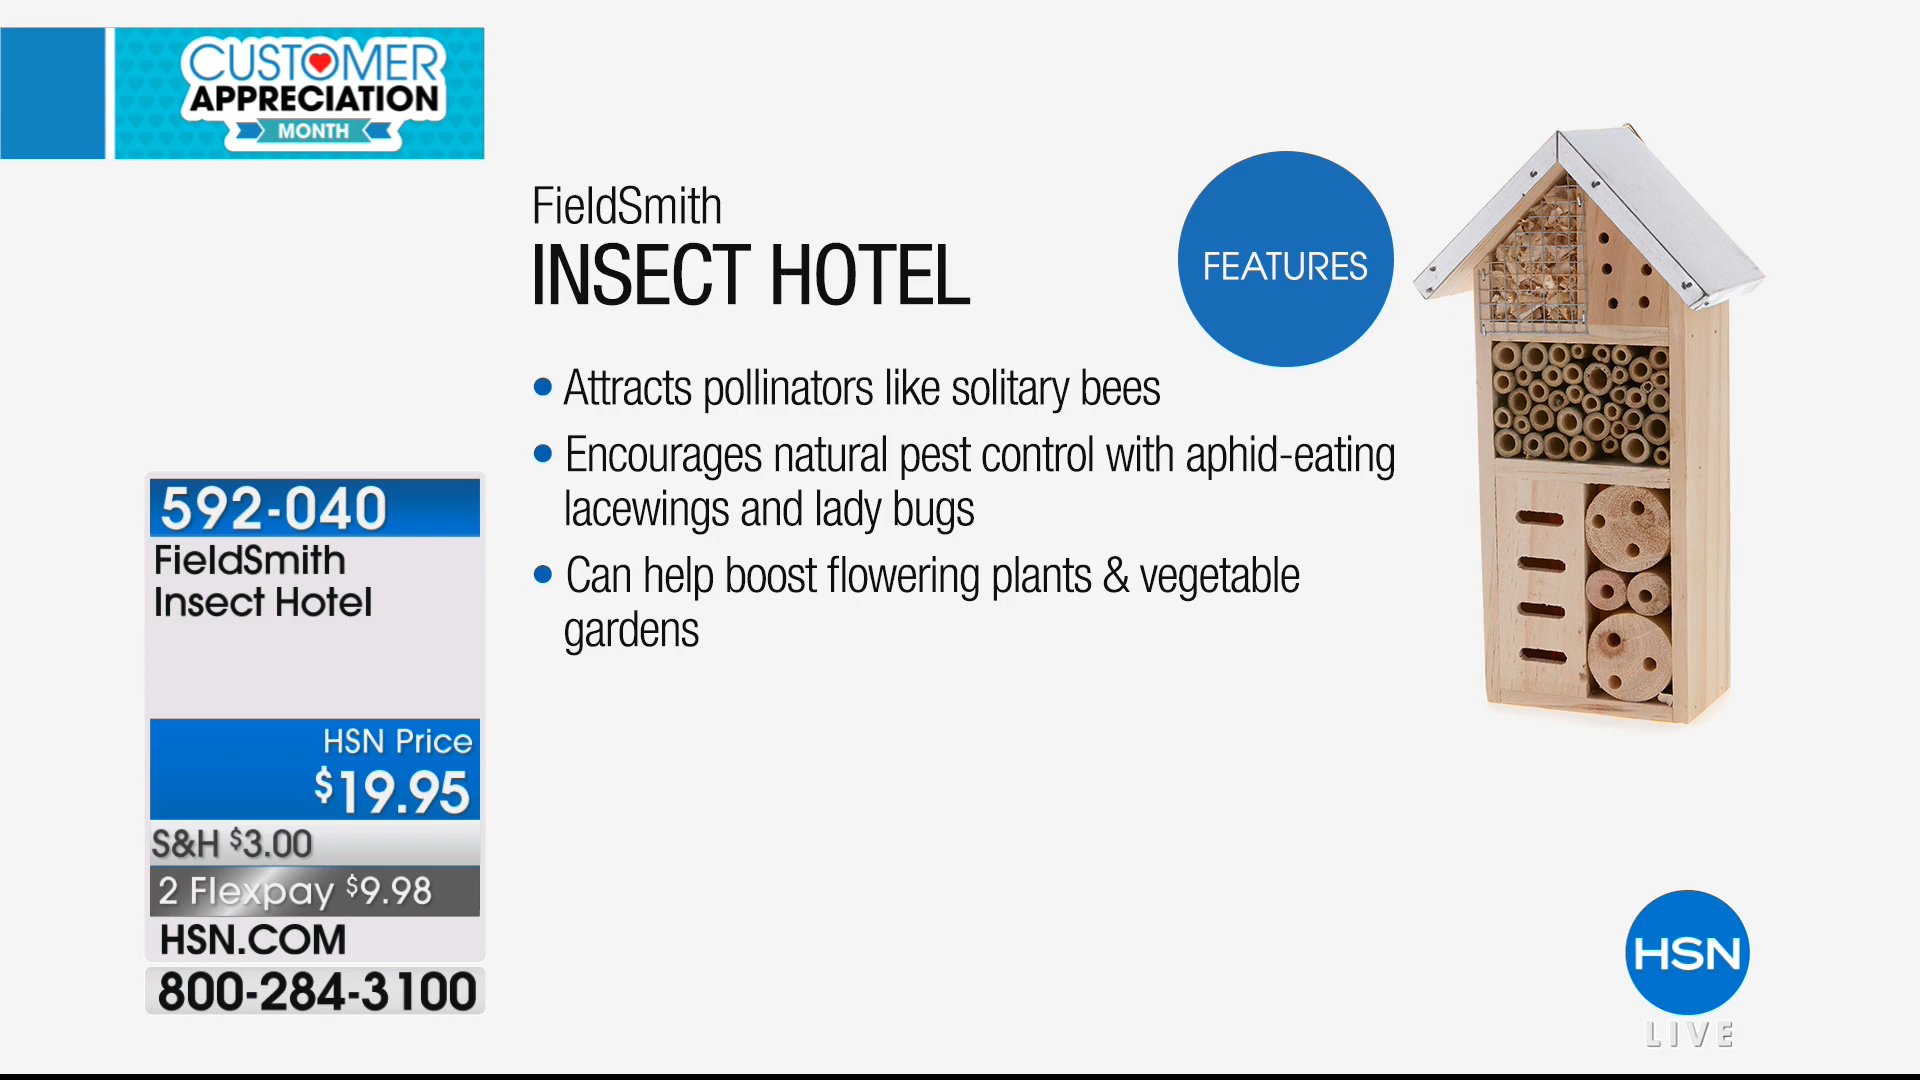 CUSTOMER
APPRECIATION
MONTH
FieldSmith
INSECT HOTEL
FEATURES
• Attracts pollinators like solitary bees
• Encourages natural pest control with aphid-eating
lacewings and lady bugs
• Can help boost flowering plants & vegetable
gardens
592-040
FieldSmith
Insect Hotel
HSN Price
$19.95
S&H $3.00
2 Flexpay $9.98
HSN.COM
800-284-3100
HSN
LIVE